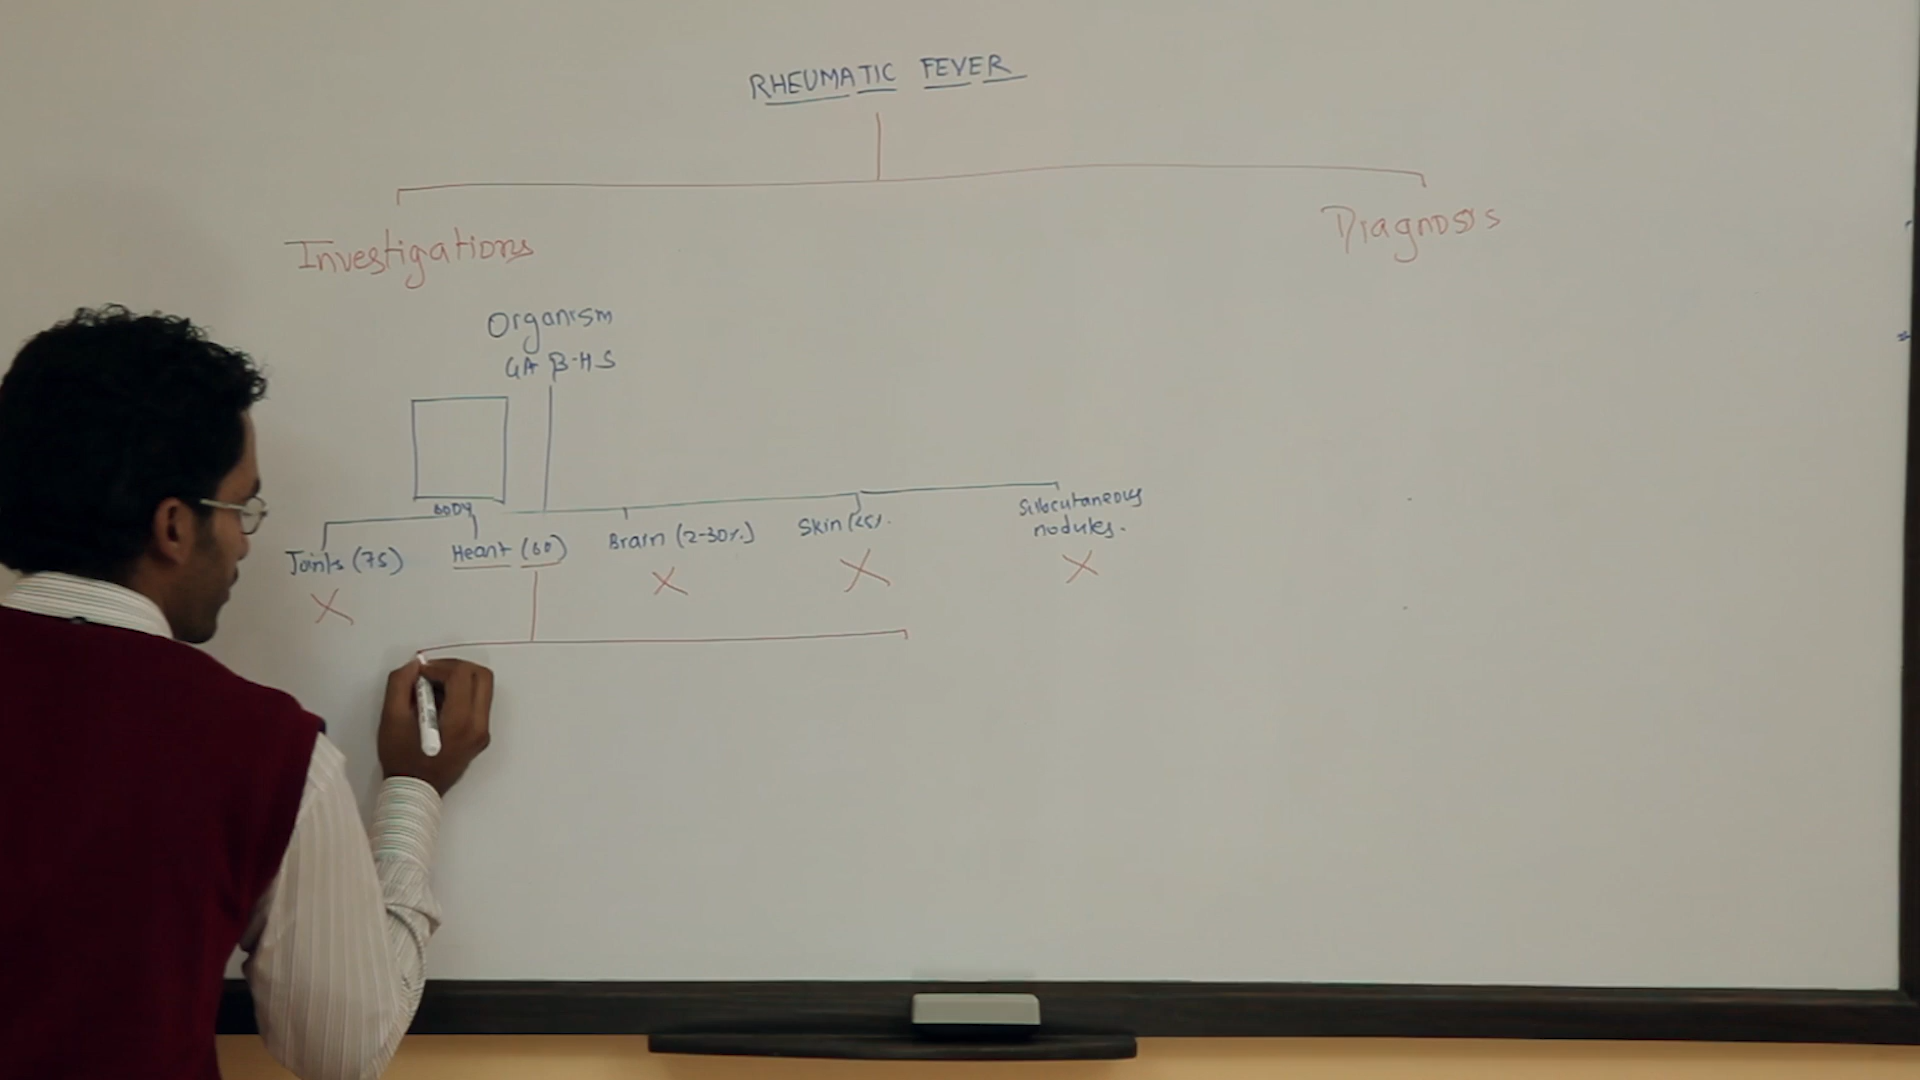 RHEUMATIC FEVER
Investigations
Diagnosis
Organism
GA β-H S
BODY
Joints (75)
Heart (60)
Brain (2-30%)
Skin (<5%.
Subcutaneous
nodules.
X
X
X
X